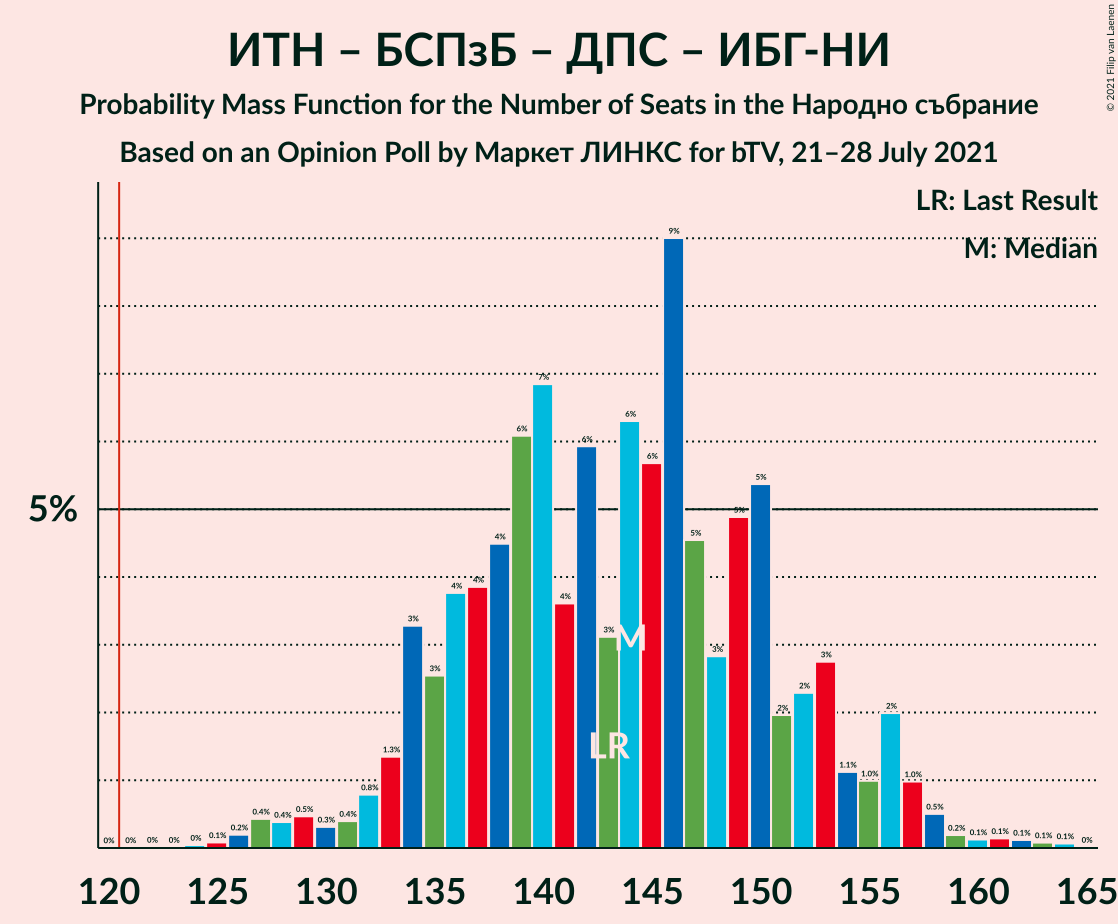 ИТН – БСПзБ – ДПС – ИБГ-НИ
Probability Mass Function for the Number of Seats in the Народно събрание
Based on an Opinion Poll by Маркет ЛИНКС for bTV, 21–28 July 2021
© 2021 Filip van Laenen
LR: Last Result
M: Median
5%
0% 0% 0% 0% 0% 0.1% 0.2% 0.4% 0.4% 0.5% 0.3% 0.4% 0.8% 1.3% 3% 3% 4% 4% 4% 6% 7% 4% 6% 3% 6% 6% 9% 5% 3% 5% 5% 2% 2% 3% 1.1% 1.0% 2% 1.0% 0.5% 0.2% 0.1% 0.1% 0.1% 0.1% 0.1% 0%
M
LR
120 125 130 135 140 145 150 155 160 165